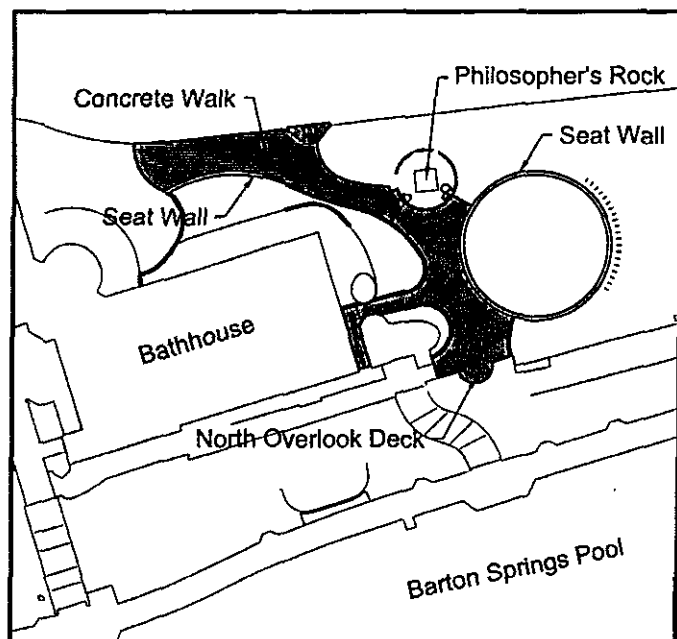 Philosopher's Rock
Concrete Walk
Seat Wall
Seat Wall
Bathhouse
North Overlook Deck
Barton Springs Pool